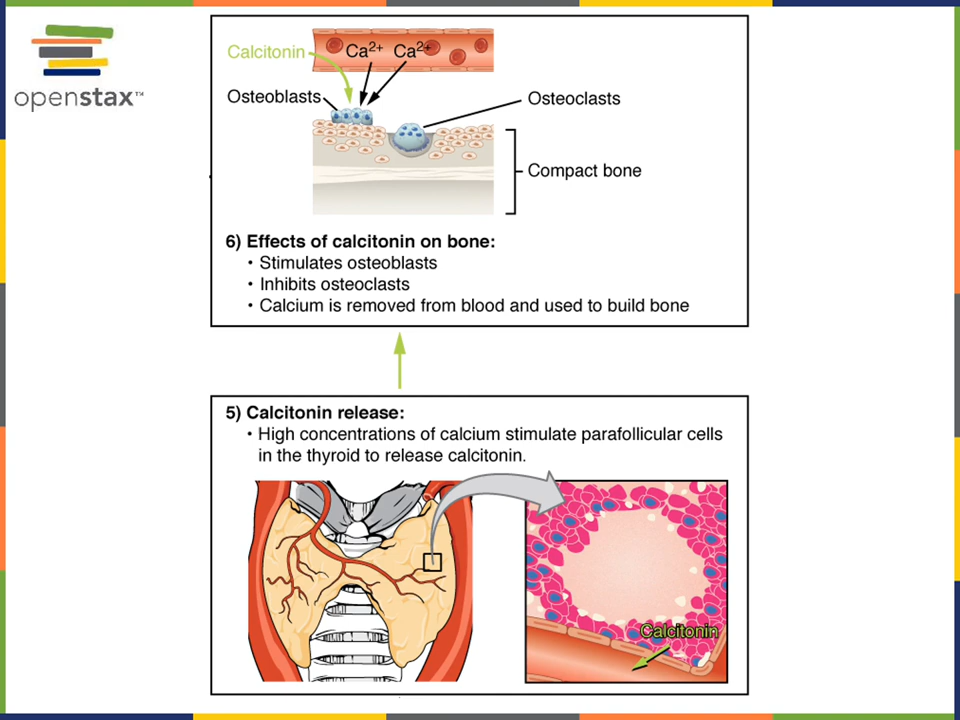 openstax™
Calcitonin
Ca2+ Ca2+
Osteoblasts
Osteoclasts
Compact bone
6) Effects of calcitonin on bone:
• Stimulates osteoblasts
• Inhibits osteoclasts
• Calcium is removed from blood and used to build bone
5) Calcitonin release:
• High concentrations of calcium stimulate parafollicular cells
in the thyroid to release calcitonin.
Calcitonin